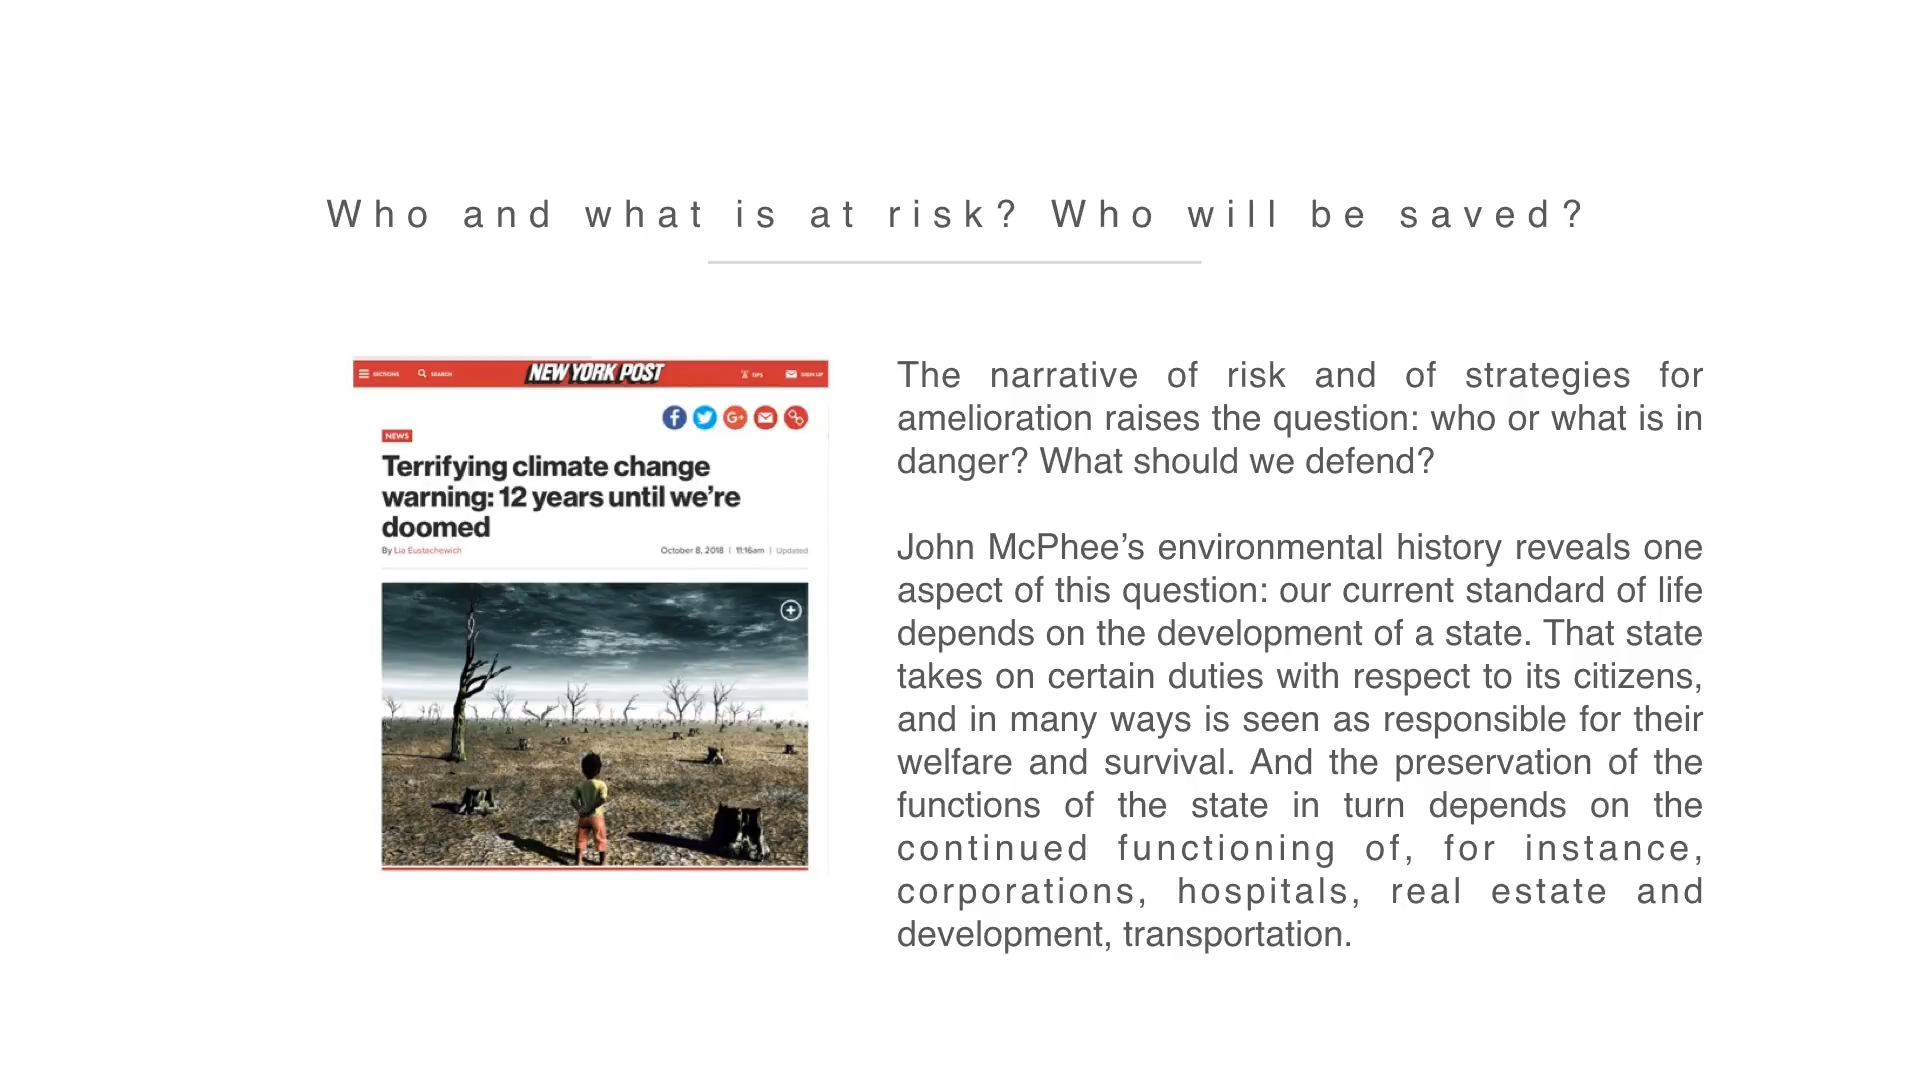 Who and what is at risk? Who will be saved?
SECTIONS SEARCH NEW YORK POST TIPS SIGN UP
NEWS
Terrifying climate change
warning: 12 years until we’re
doomed
By Lia Eustachewich October 8, 2018 | 11:16am | Updated
The narrative of risk and of strategies for
amelioration raises the question: who or what is in
danger? What should we defend?
John McPhee’s environmental history reveals one
aspect of this question: our current standard of life
depends on the development of a state. That state
takes on certain duties with respect to its citizens,
and in many ways is seen as responsible for their
welfare and survival. And the preservation of the
functions of the state in turn depends on the
continued functioning of, for instance,
corporations, hospitals, real estate and
development, transportation.